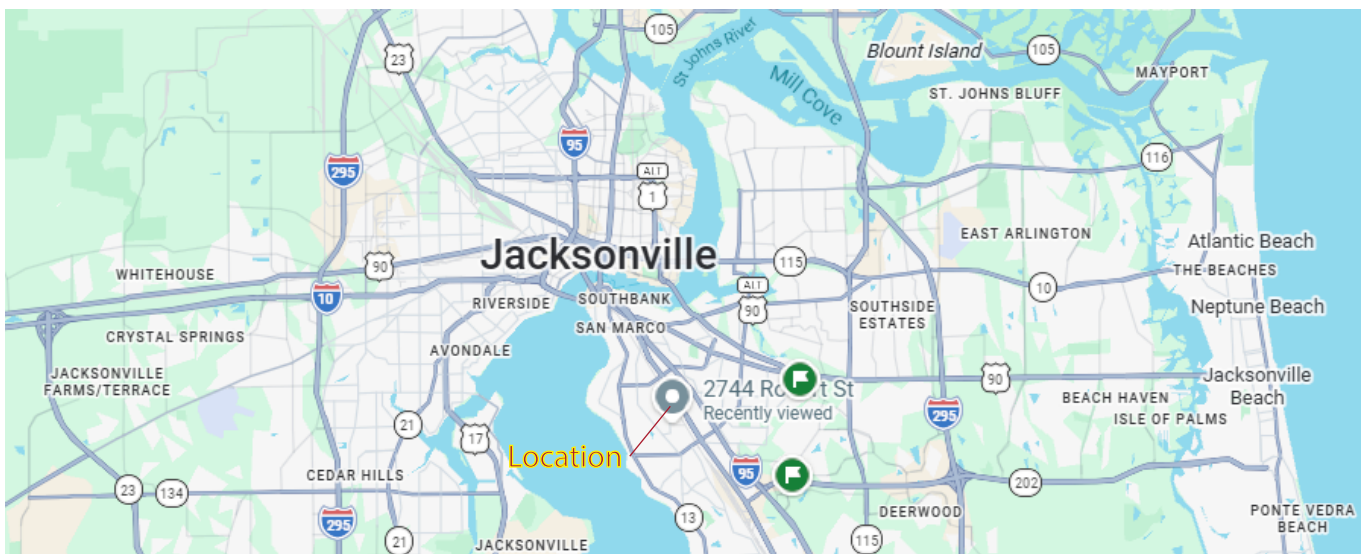 105
23
St Johns River
Blount Island
105
MAYPORT
Mill Cove
ST. JOHNS BLUFF
95
116
295
ALT
1
EAST ARLINGTON
Jacksonville
Atlantic Beach
90
115
THE BEACHES
WHITEHOUSE
ALT
10
10
RIVERSIDE
SOUTHBANK
90
SOUTHSIDE
ESTATES
Neptune Beach
SAN MARCO
CRYSTAL SPRINGS
AVONDALE
JACKSONVILLE
FARMS/TERRACE
90
Jacksonville
Beach
2744 St
Recently viewed
295
BEACH HAVEN
ISLE OF PALMS
21
17
Location
CEDAR HILLS
95
202
23
134
DEERWOOD
PONTE VEDRA
BEACH
295
13
21
115
JACKSONVILLE